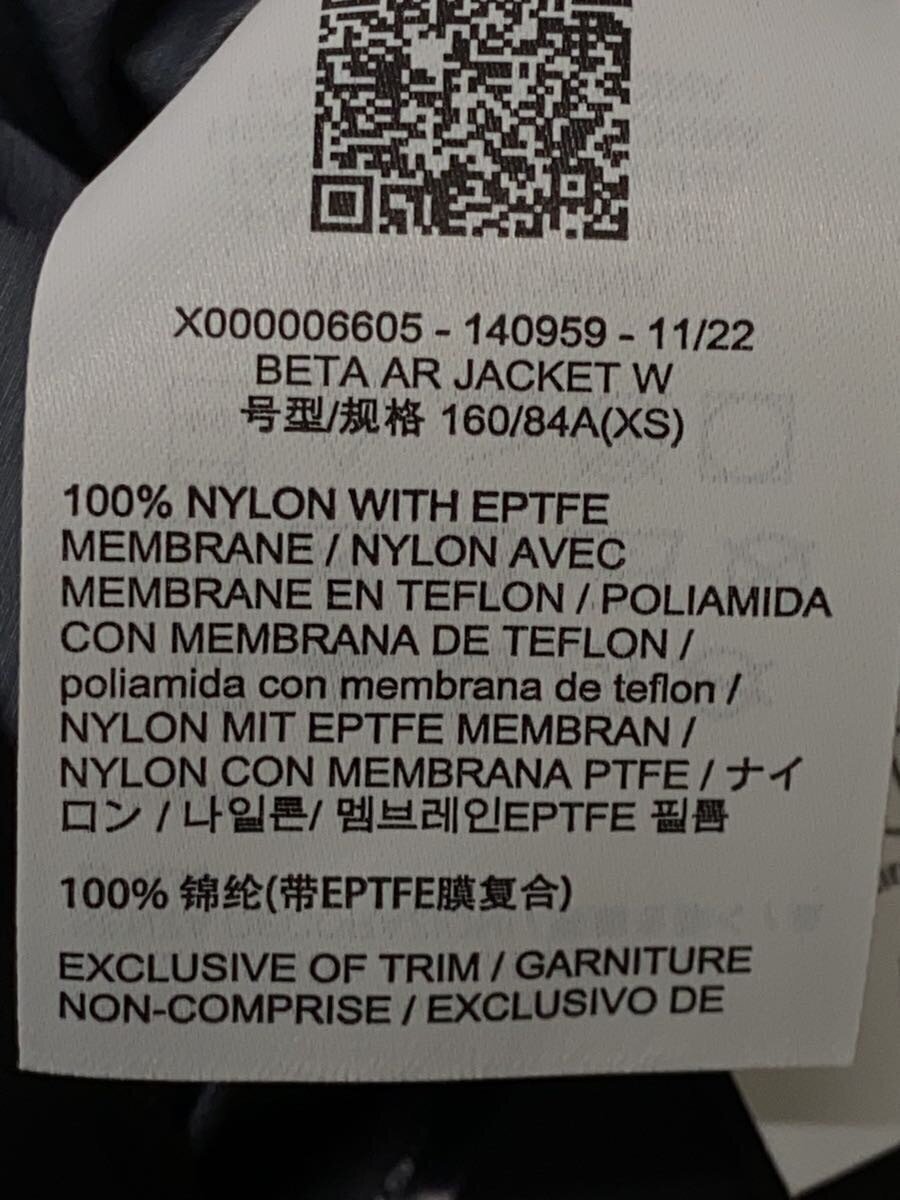 X000006605 - 140959 - 11/22
BETA AR JACKET W
号型/规格 160/84A(XS)
100% NYLON WITH EPTFE
MEMBRANE / NYLON AVEC
MEMBRANE EN TEFLON / POLIAMIDA
CON MEMBRANA DE TEFLON /
poliamida con membrana de teflon /
NYLON MIT EPTFE MEMBRAN /
NYLON CON MEMBRANA PTFE / ナイ
ロン / 나일론/ 멤브레인EPTFE 필름
100% 锦纶(带EPTFE膜复合)
EXCLUSIVE OF TRIM / GARNITURE
NON-COMPRISE / EXCLUSIVO DE